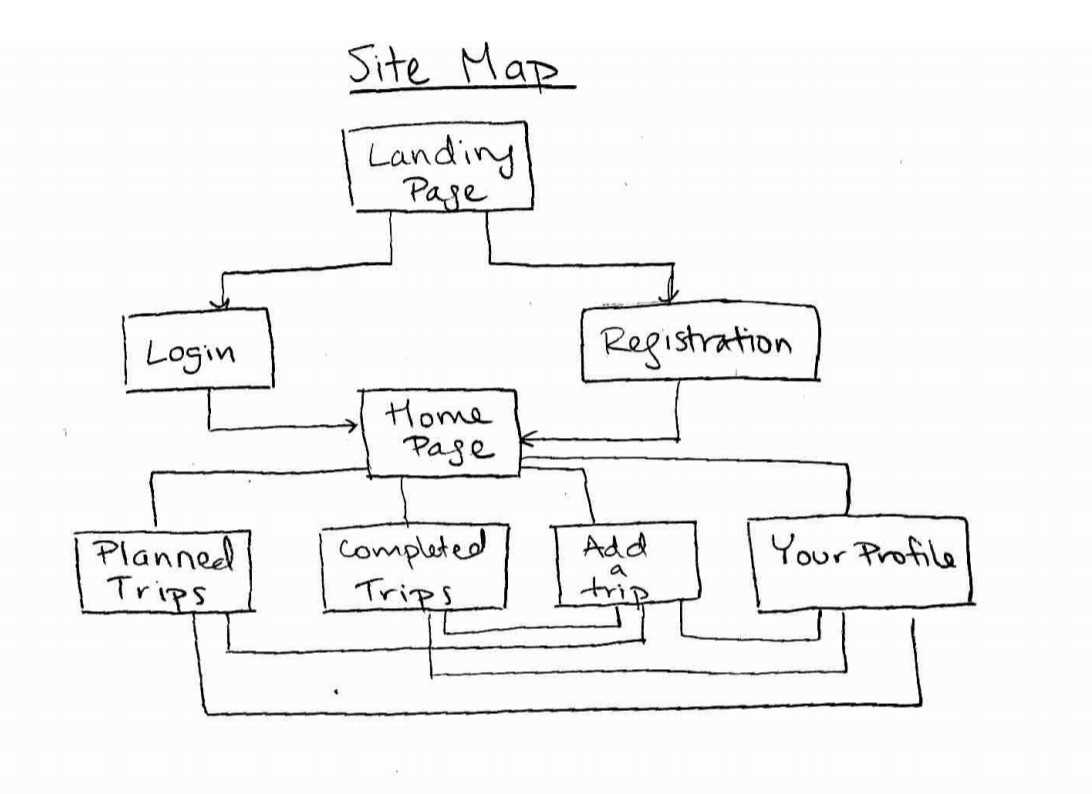 Site Map
Landing
Page
Login
Registration
Home
Page
Planned
Trips
Completed
Trips
Add
a
trip
Your Profile